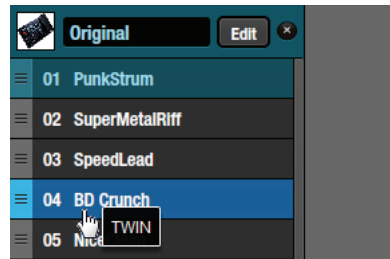 Original Edit
01 PunkStrum
02 SuperMetalRiff
03 SpeedLead
04 BD Crunch
TWIN
05